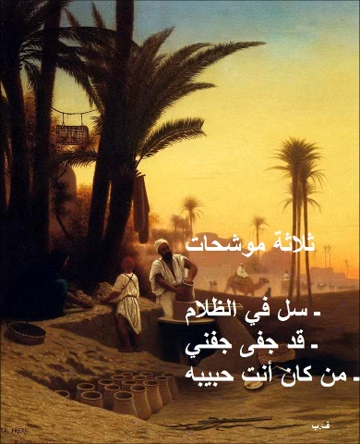 ثلاثة موشحات
ـ سل في الظلام
ـ قد جفى جفني
ـ من كان أنت حبيبه
ف.ب